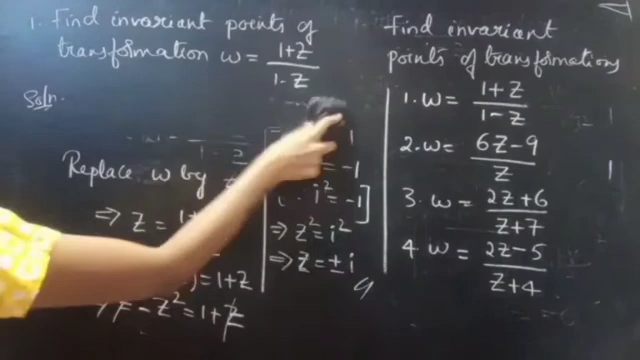 1. Find invariant points of
transformation w = 1+z / 1-z
Soln.
Replace w by
⇒ z = 1+
) = 1+z
z - z² = 1+z
= -1
i² = -1 ]
⇒ z² = i²
⇒ z = ± i
Find invariant
points of transformations
1. w = 1+z / 1-z
2. w = 6z-9 / z
3. w = 2z+6 / z+7
4. w = 2z-5 / z+4